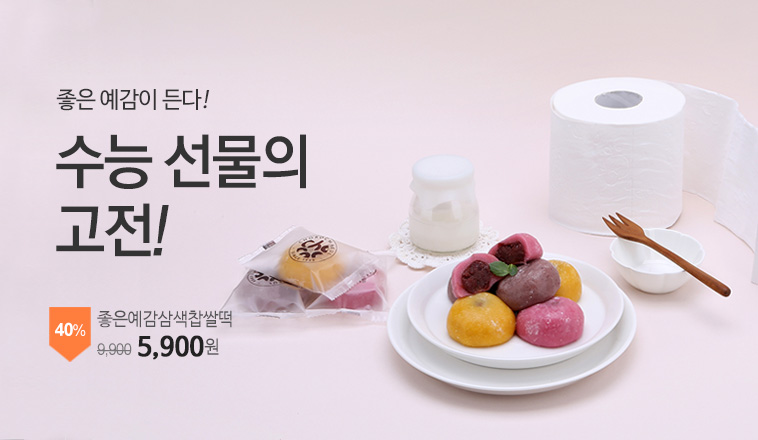 좋은 예감이 든다!
수능 선물의
고전!
40%
좋은예감삼색찹쌀떡
9,900 5,900원